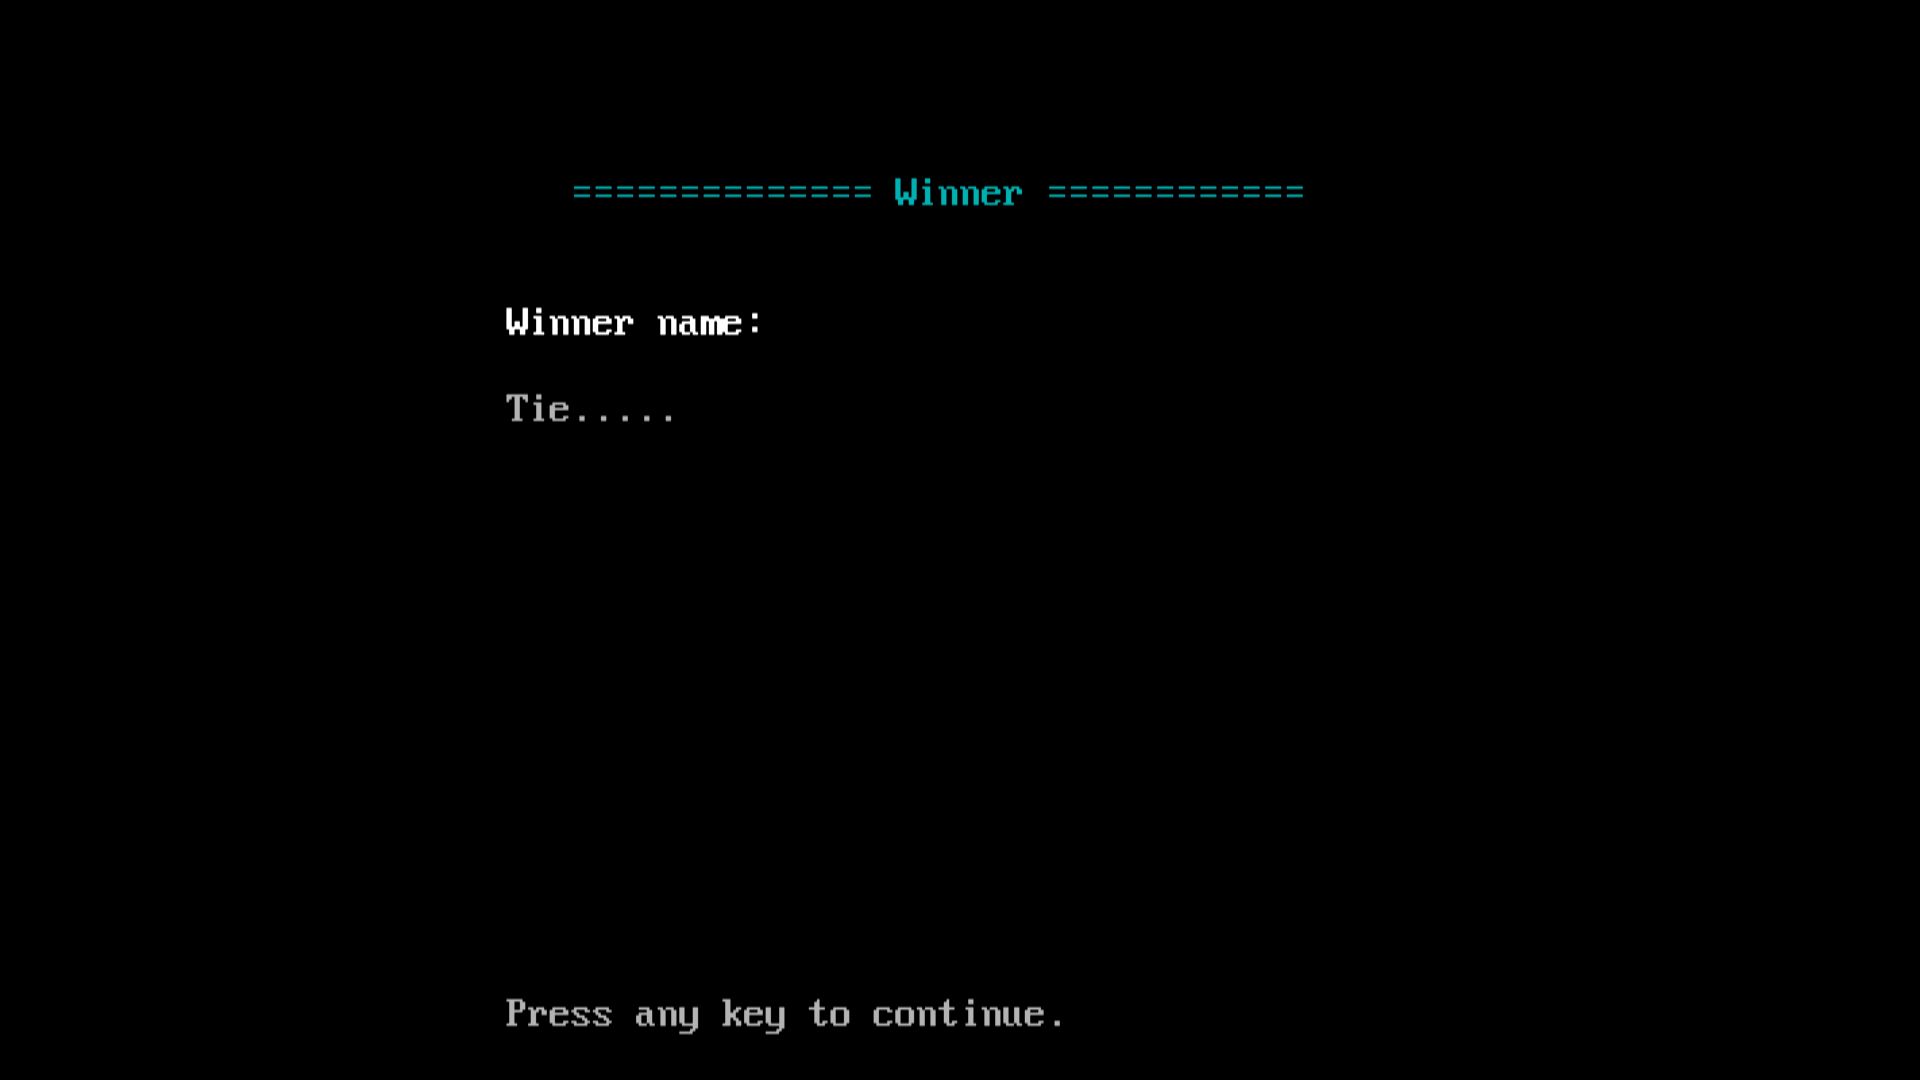 ============== Winner ============
Winner name:
Tie.....
Press any key to continue.